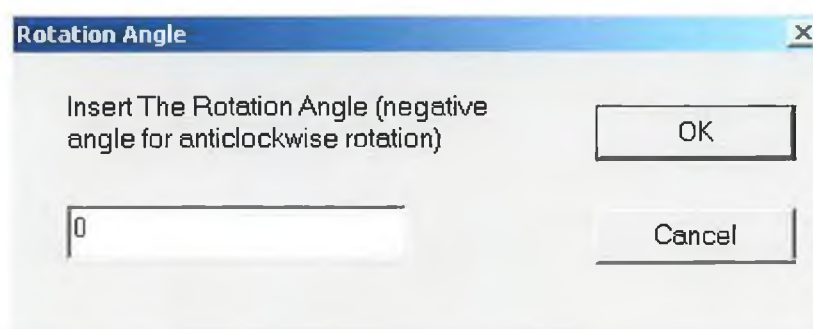 Rotation Angle
Insert The Rotation Angle (negative
angle for anticlockwise rotation)
OK
0
Cancel